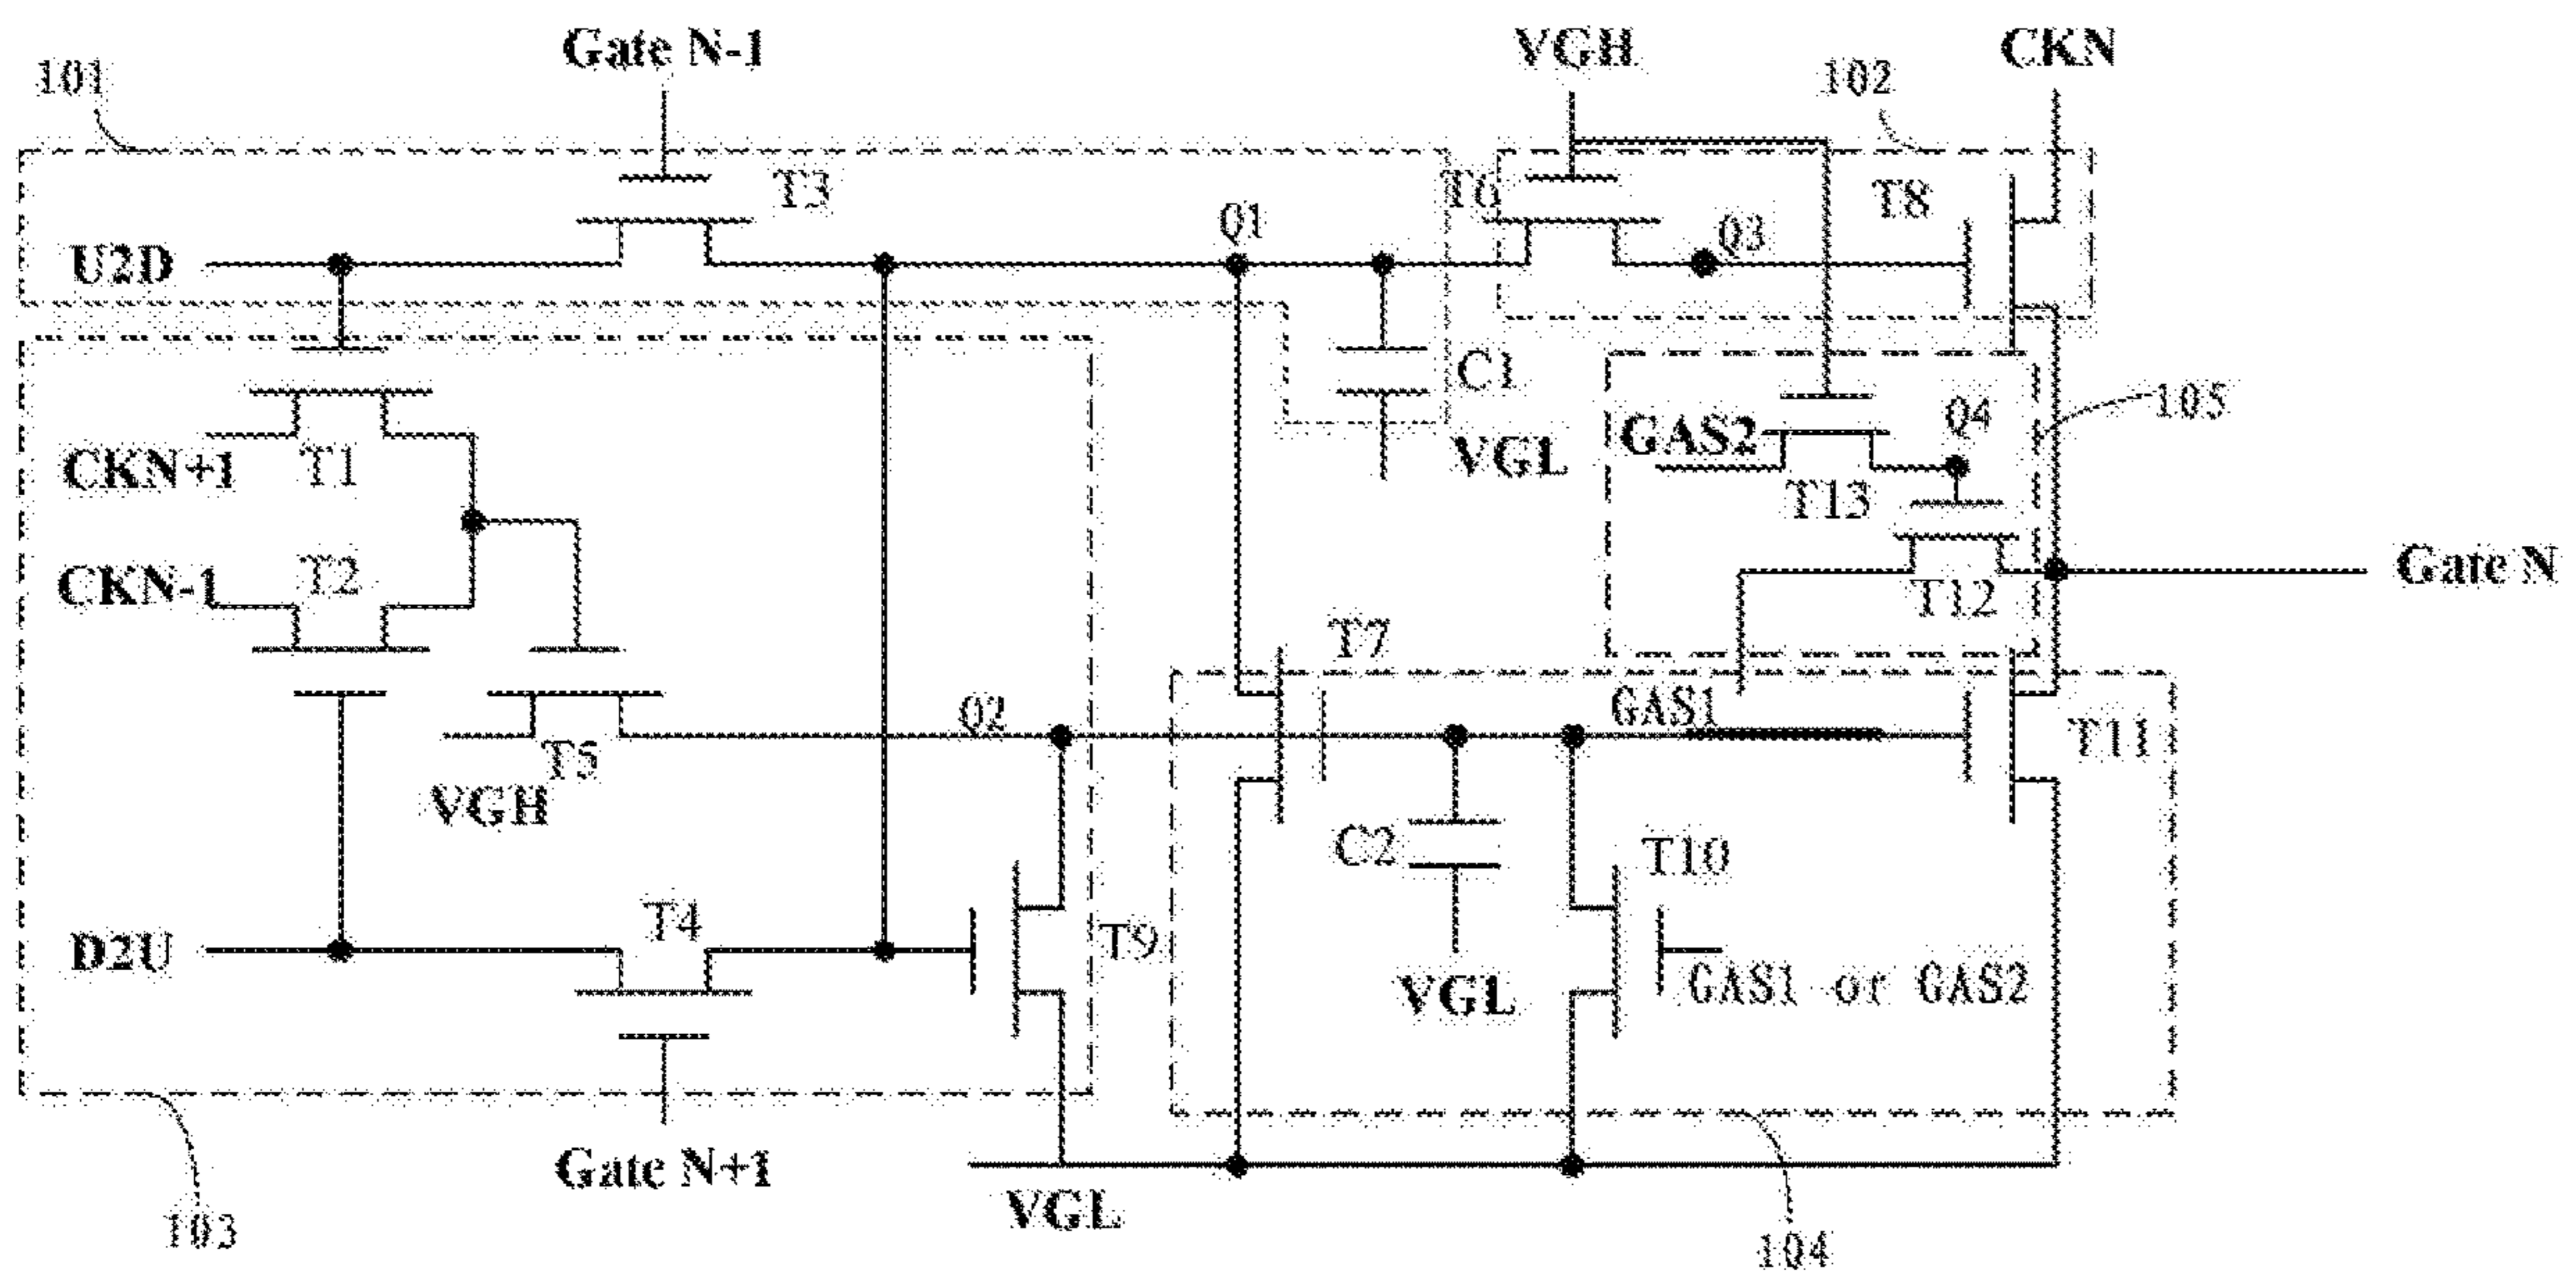 Gate N-1
VGH
CKN
101
102
T3
T6
T8
Q1
Q3
U2D
C1
105
Q4
GAS2
VGL
CKN+1
T1
T13
CKN-1
T2
T12
Gate N
T7
Q2
GAS1
T11
T5
VGH
C2
T10
T4
D2U
T9
VGL
GAS1 or GAS2
Gate N+1
VGL
103
104